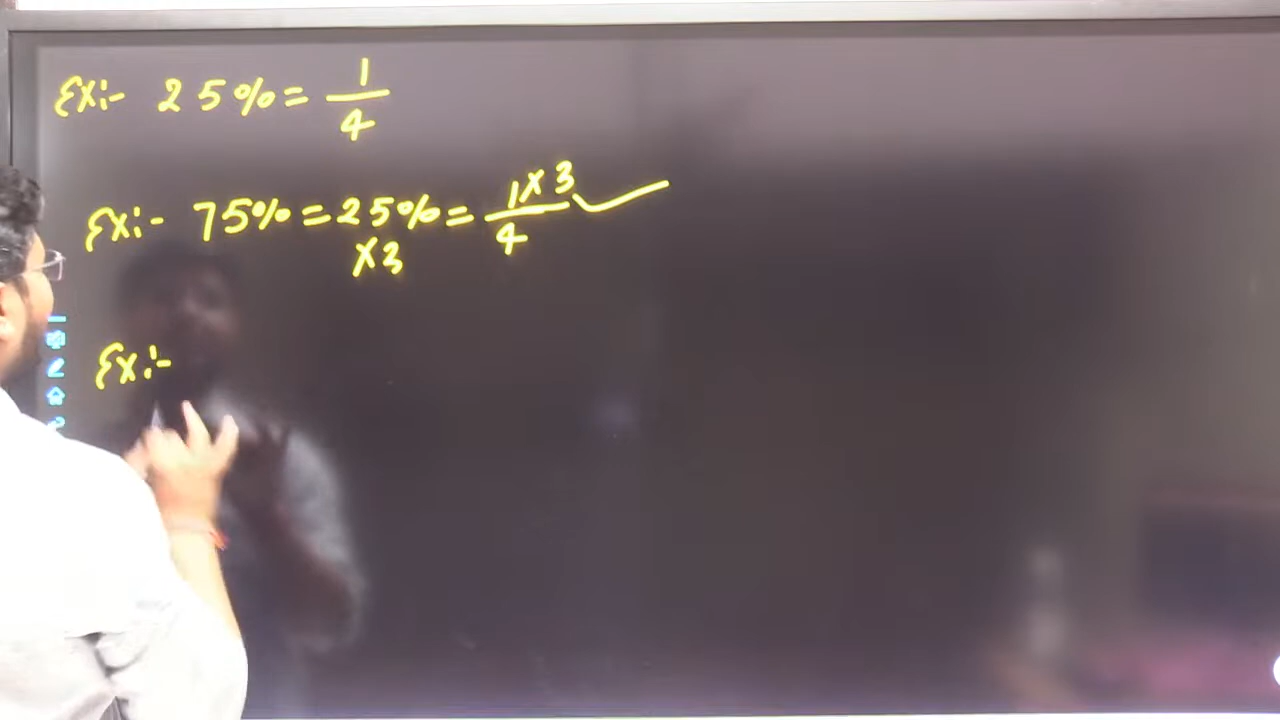 Ex:- 25% = 1/4
Ex:- 75% = 25% × 3 = 1×3/4
Ex:-